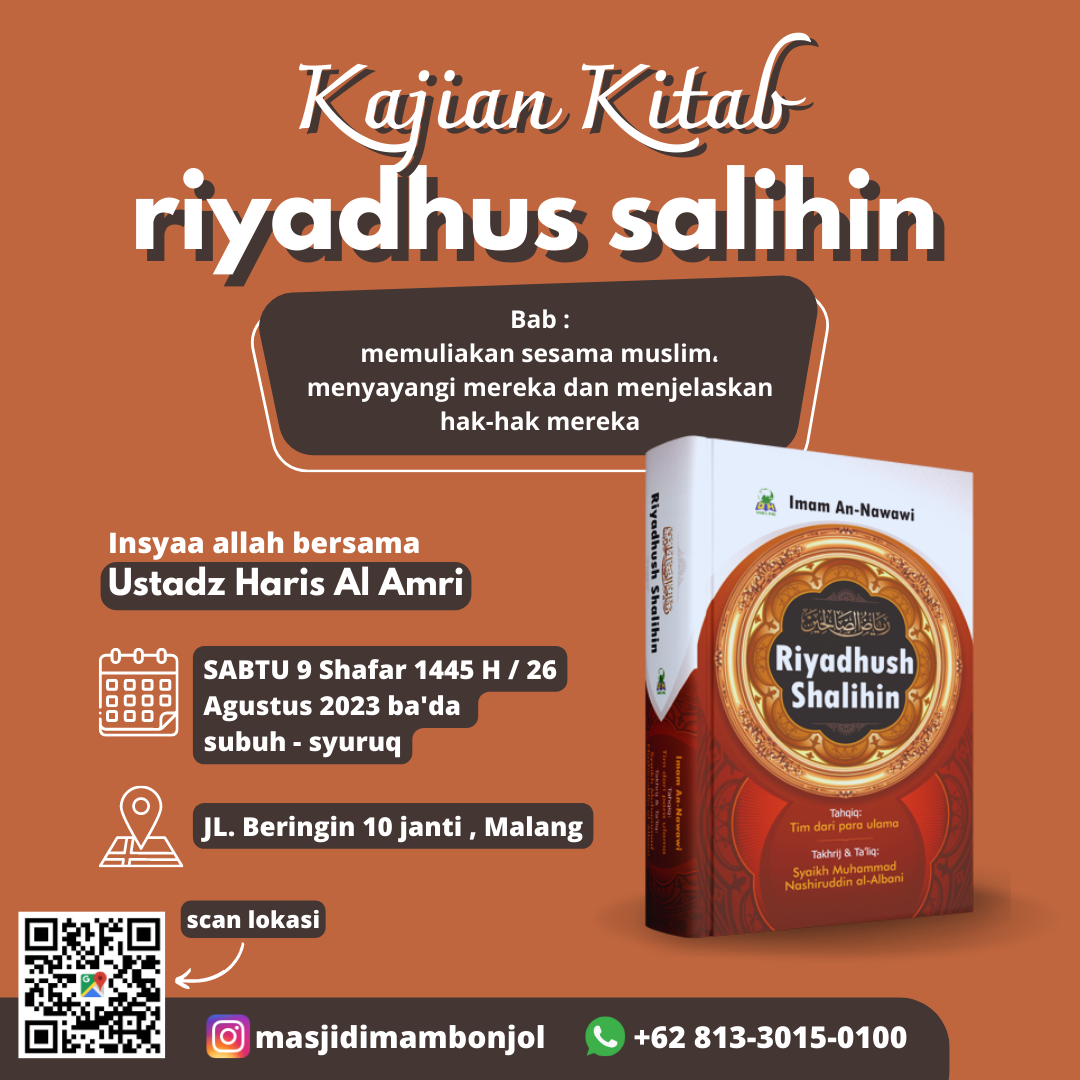 Kajian Kitab
riyadhus salihin
Bab :
memuliakan sesama muslim،
menyayangi mereka dan menjelaskan
hak-hak mereka
Insyaa allah bersama
Ustadz Haris Al Amri
SABTU 9 Shafar 1445 H / 26
Agustus 2023 ba'da
subuh - syuruq
JL. Beringin 10 janti , Malang
scan lokasi
masjidimambonjol
+62 813-3015-0100
Riyadhush Shalihin
Imam An-Nawawi
Imam An-Nawawi
رياض الصالحين
Riyadhush
Shalihin
Tahqiq:
Tim dari para ulama
Takhrij & Ta'liq:
Syaikh Muhammad
Nashiruddin al-Albani